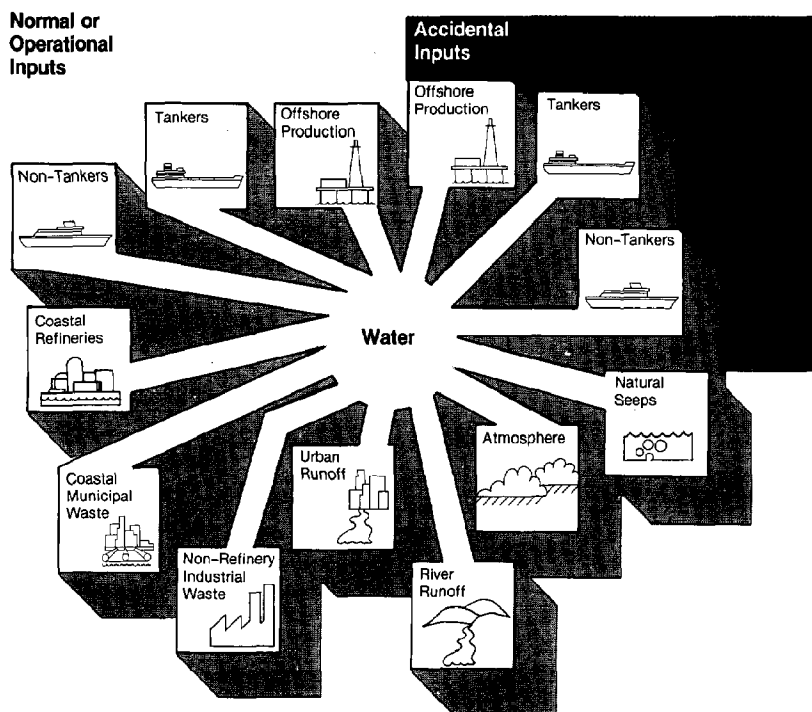 Normal or
Operational
Inputs
Accidental
Inputs
Tankers
Offshore
Production
Offshore
Production
Tankers
Non-Tankers
Non-Tankers
Coastal
Refineries
Water
Natural
Seeps
Coastal
Municipal
Waste
Urban
Runoff
Atmosphere
Non-Refinery
Industrial
Waste
River
Runoff